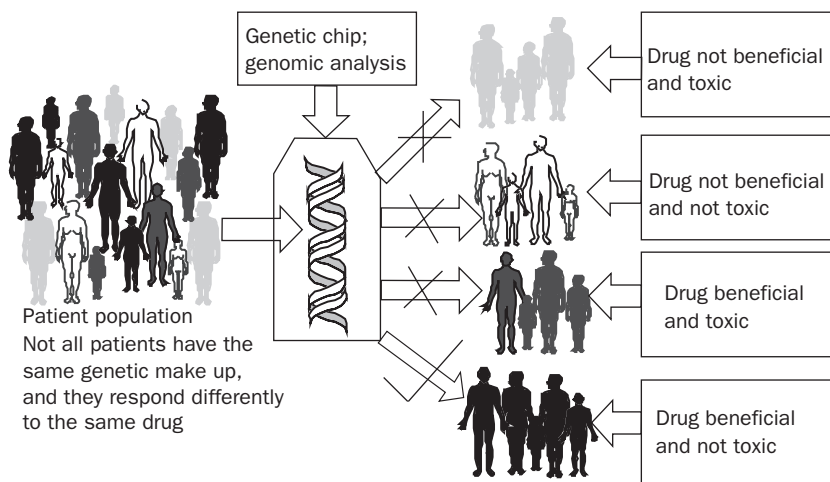 Genetic chip;
genomic analysis
Drug not beneficial
and toxic
Drug not beneficial
and not toxic
Drug beneficial
and toxic
Drug beneficial
and not toxic
Patient population
Not all patients have the
same genetic make up,
and they respond differently
to the same drug